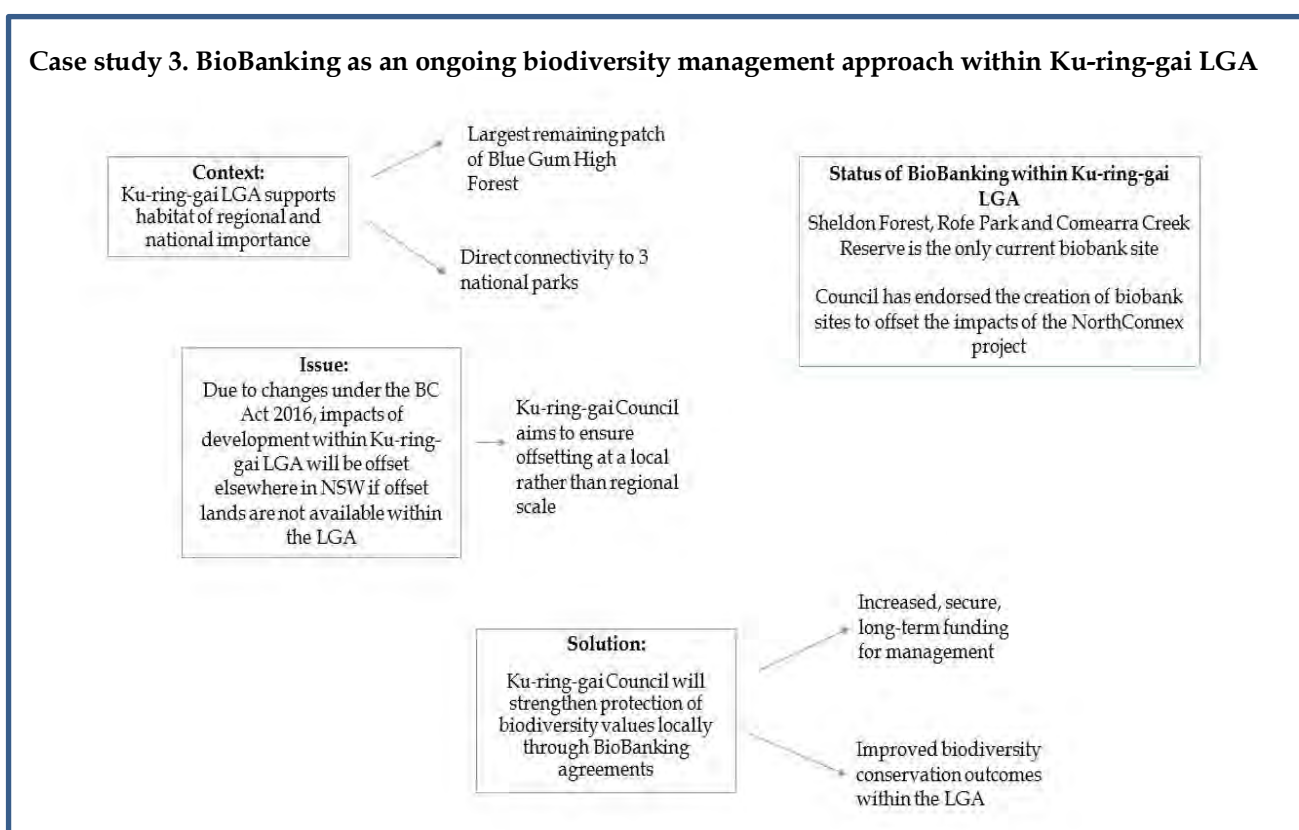 Case study 3. BioBanking as an ongoing biodiversity management approach within Ku-ring-gai LGA
Context:
Ku-ring-gai LGA supports
habitat of regional and
national importance
Largest remaining patch
of Blue Gum High
Forest
Direct connectivity to 3
national parks
Status of BioBanking within Ku-ring-gai
LGA
Sheldon Forest, Rofe Park and Comearra Creek
Reserve is the only current biobank site
Council has endorsed the creation of biobank
sites to offset the impacts of the NorthConnex
project
Issue:
Due to changes under the BC
Act 2016, impacts of
development within Ku-ring-
gai LGA will be offset
elsewhere in NSW if offset
lands are not available within
the LGA
Ku-ring-gai Council
aims to ensure
offsetting at a local
rather than regional
scale
Solution:
Ku-ring-gai Council will
strengthen protection of
biodiversity values locally
through BioBanking
agreements
Increased, secure,
long-term funding
for management
Improved biodiversity
conservation outcomes
within the LGA